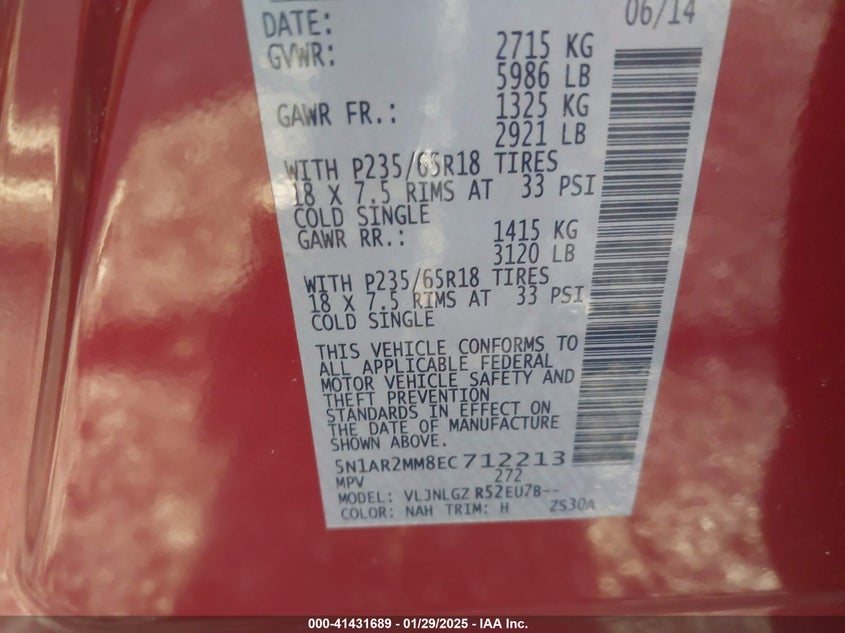 DATE: 06/14
GVWR: 2715 KG
5986 LB
GAWR FR.: 1325 KG
2921 LB
WITH P235/65R18 TIRES
18 X 7.5 RIMS AT 33 PSI
COLD SINGLE
GAWR RR.: 1415 KG
3120 LB
WITH P235/65R18 TIRES
18 X 7.5 RIMS AT 33 PSI
COLD SINGLE
THIS VEHICLE CONFORMS TO
ALL APPLICABLE FEDERAL
MOTOR VEHICLE SAFETY AND
THEFT PREVENTION
STANDARDS IN EFFECT ON
THE DATE OF MANUFACTURE
SHOWN ABOVE.
5N1AR2MM8EC712213
MPV 272
MODEL: VLJNLGZ R52EU7B--
COLOR: NAH TRIM: H ZS30A
000-41431689 - 01/29/2025 - IAA Inc.